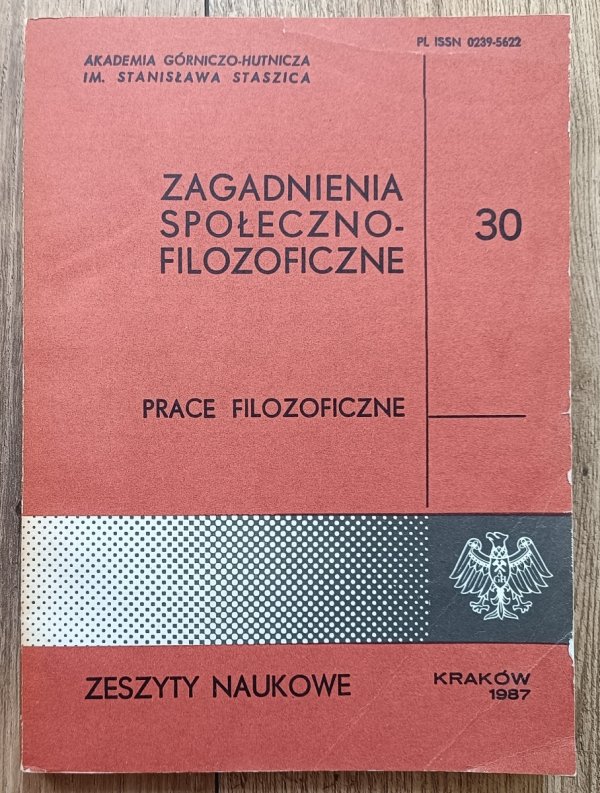 PL ISSN 0239-5622
AKADEMIA GÓRNICZO-HUTNICZA
IM. STANISŁAWA STASZICA
ZAGADNIENIA
SPOŁECZNO-
FILOZOFICZNE
30
PRACE FILOZOFICZNE
ZESZYTY NAUKOWE
KRAKÓW
1987